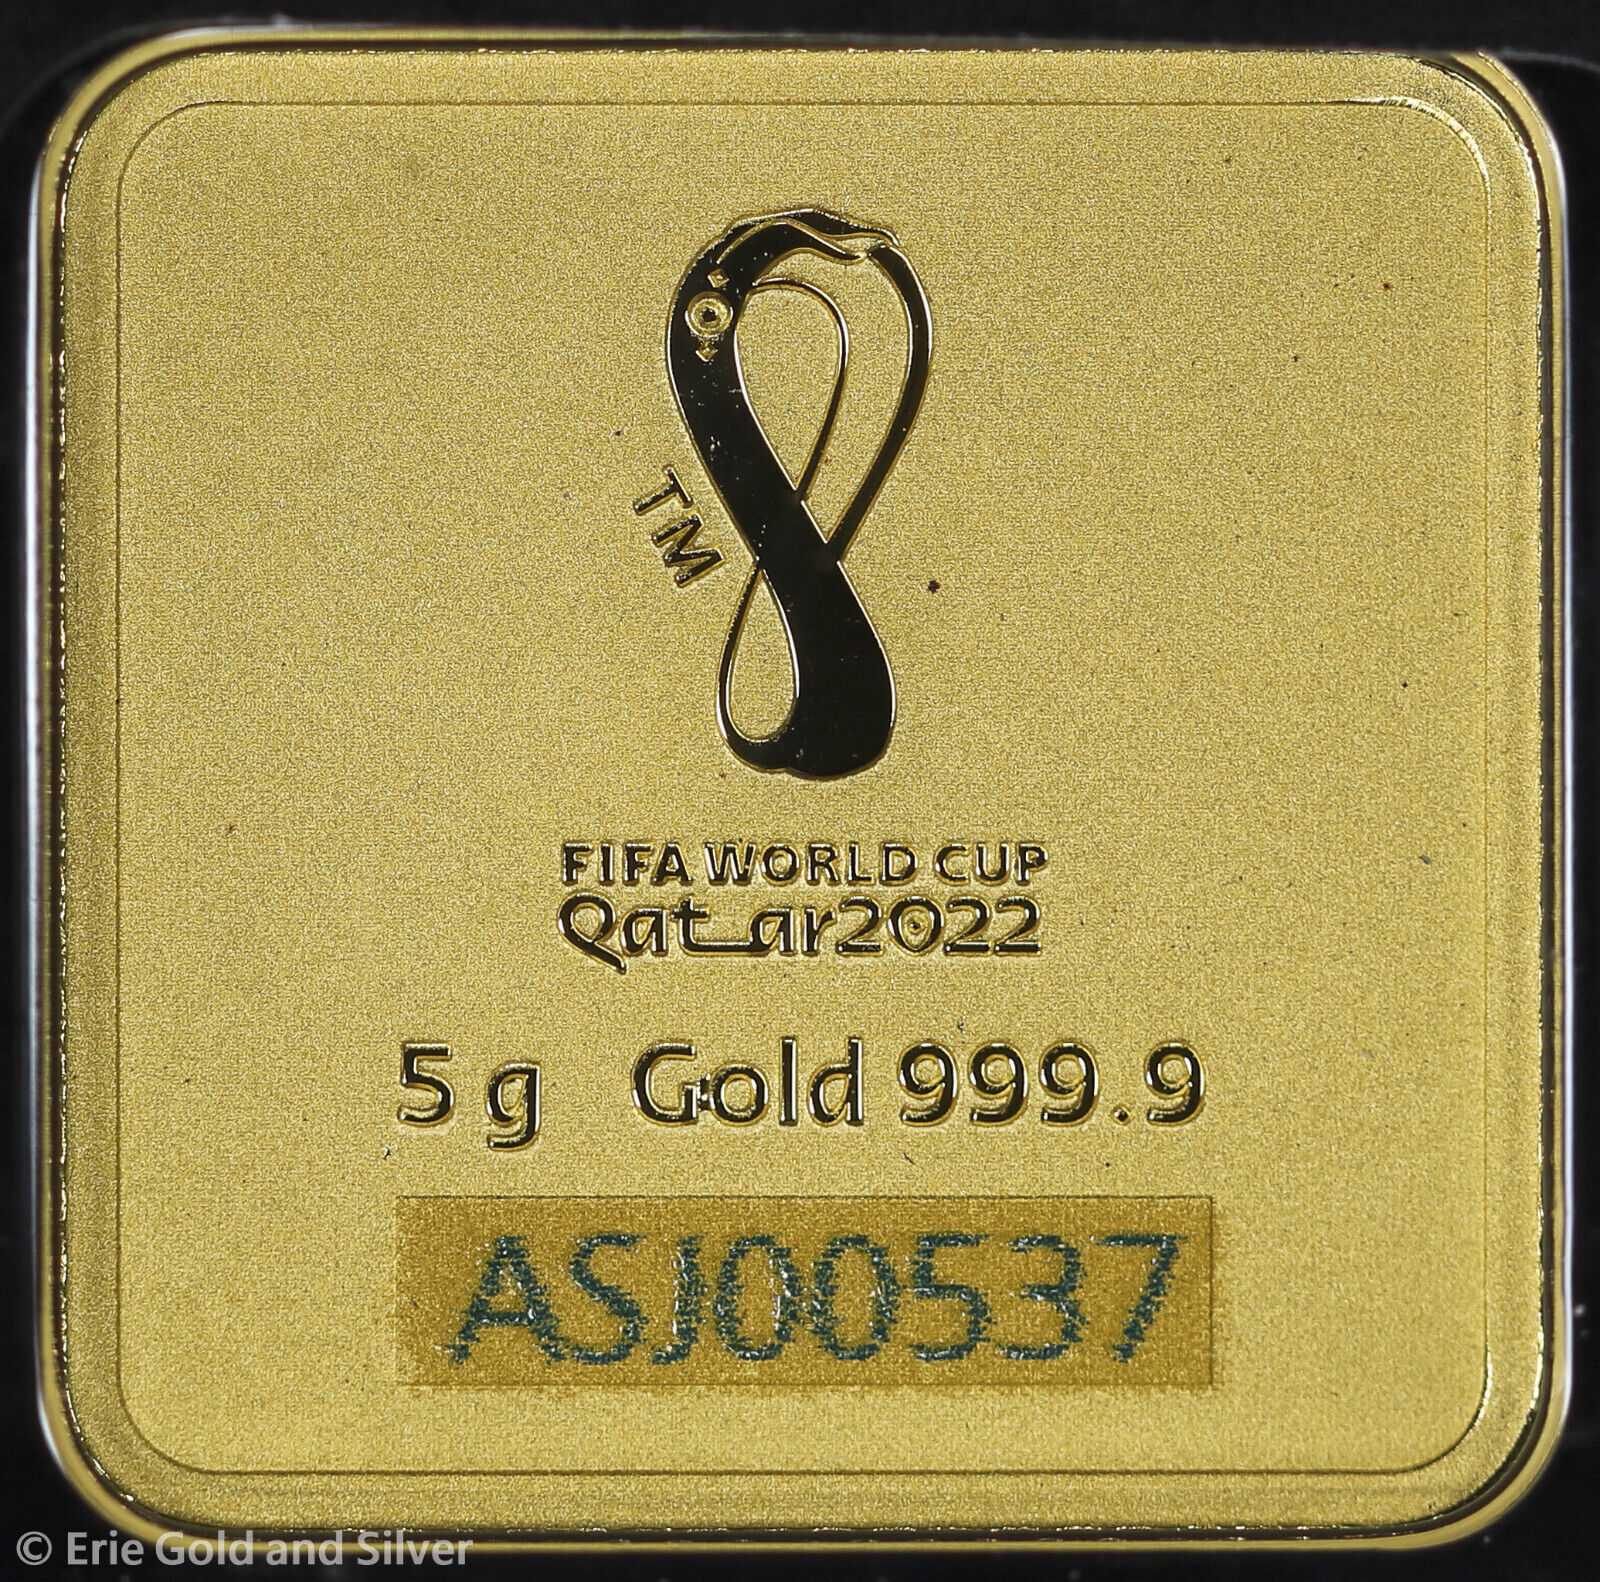 TM
FIFA WORLD CUP
Qatar2022
5 g Gold 999.9
ASJ00537
© Erie Gold and Silver